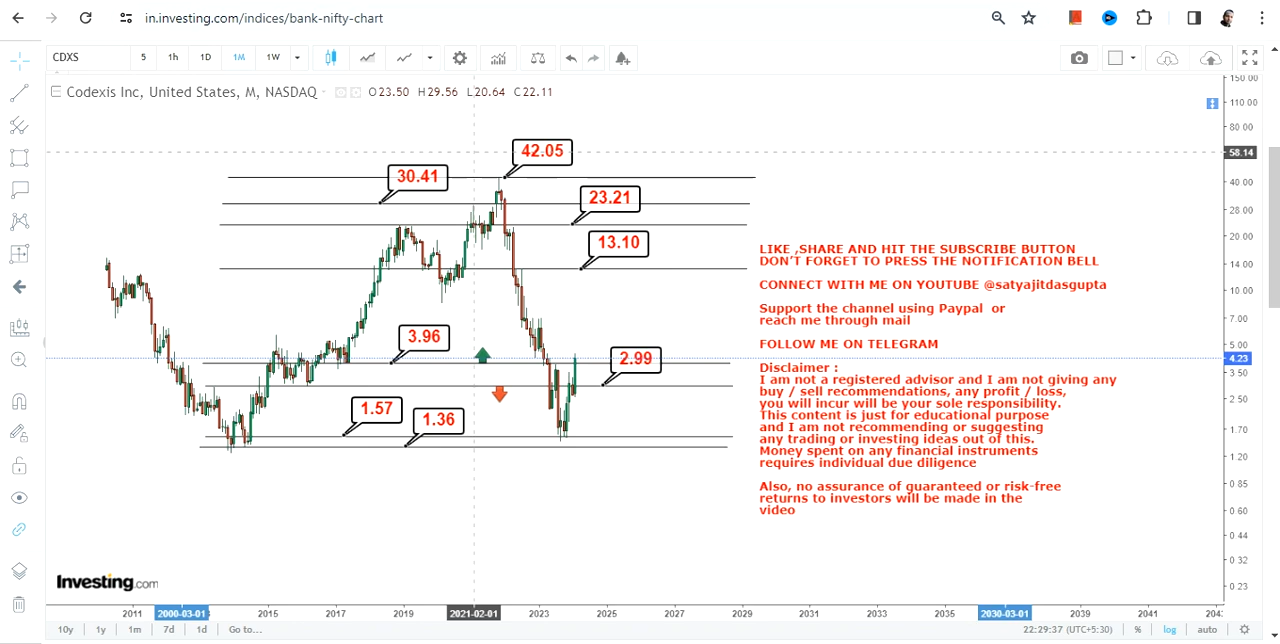 in.investing.com/indices/bank-nifty-chart
CDXS 5 1h 1D 1M 1W
Codexis Inc, United States, M, NASDAQ O23.50 H29.56 L20.64 C22.11
150.00
110.00
80.00
58.14
40.00
28.00
20.00
14.00
10.00
7.00
5.00
4.23
3.50
2.50
1.70
1.20
0.85
0.60
0.44
0.32
0.23
42.05
30.41
23.21
13.10
3.96
2.99
1.57
1.36
LIKE ,SHARE AND HIT THE SUBSCRIBE BUTTON
DON'T FORGET TO PRESS THE NOTIFICATION BELL
CONNECT WITH ME ON YOUTUBE @satyajitdasgupta
Support the channel using Paypal or
reach me through mail
FOLLOW ME ON TELEGRAM
Disclaimer :
I am not a registered advisor and I am not giving any
buy / sell recommendations, any profit / loss,
you will incur will be your sole responsibility.
This content is just for educational purpose
and I am not recommending or suggesting
any trading or investing ideas out of this.
Money spent on any financial instruments
requires individual due diligence
Also, no assurance of guaranteed or risk-free
returns to investors will be made in the
video
Investing.com
2011 2000-03-01 2015 2017 2019 2021-02-01 2023 2025 2027 2029 2031 2033 2035 2030-03-01 2039 2041
10y 1y 1m 7d 1d Go to... 22:29:37 (UTC+5:30) % log auto